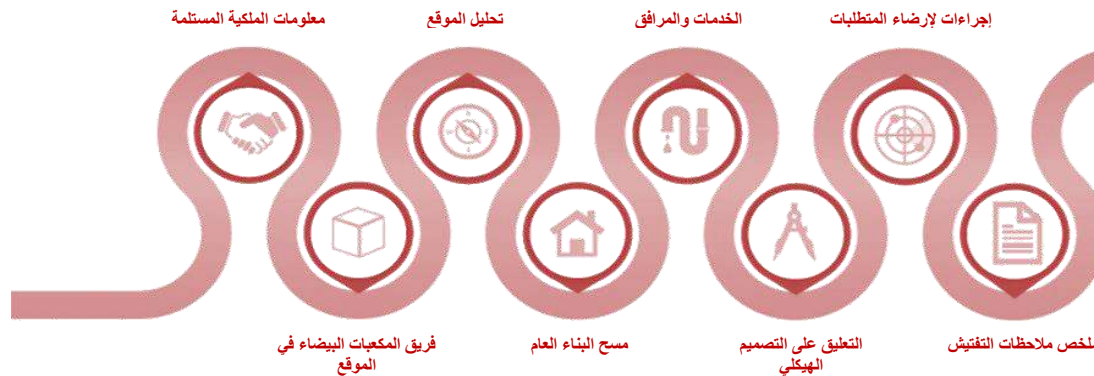 معلومات الملكية المستلمة
فريق المكعبات البيضاء في
الموقع
تحليل الموقع
مسح البناء العام
الخدمات والمرافق
التعليق على التصميم
الهيكلي
إجراءات لإرضاء المتطلبات
ملخص ملاحظات التفتيش